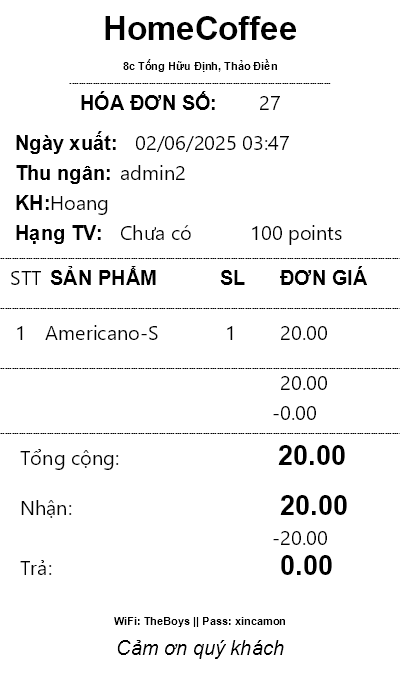 HomeCoffee
8c Tống Hữu Định, Thảo Điền
HÓA ĐƠN SỐ: 27
Ngày xuất: 02/06/2025 03:47
Thu ngân: admin2
KH:Hoang
Hạng TV: Chưa có 100 points
STT SẢN PHẨM SL ĐƠN GIÁ
1 Americano-S 1 20.00
20.00
-0.00
Tổng cộng: 20.00
Nhận: 20.00
-20.00
Trả: 0.00
WiFi: TheBoys || Pass: xincamon
Cảm ơn quý khách